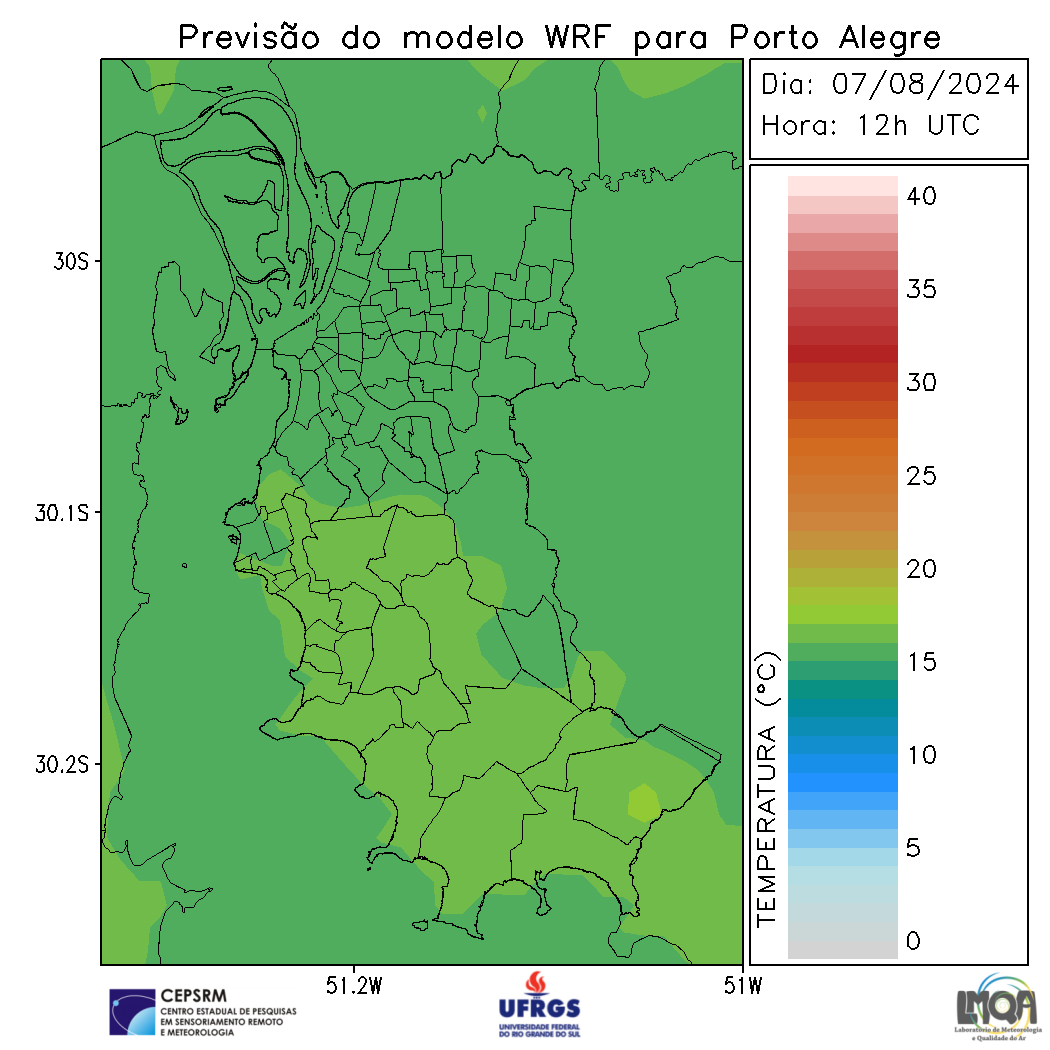 Previsão do modelo WRF para Porto Alegre
Dia: 07/08/2024
Hora: 12h UTC
40
35
30
25
20
15
10
5
0
TEMPERATURA (°C)
30S
30.1S
30.2S
51.2W
51W
CEPSRM
CENTRO ESTADUAL DE PESQUISAS
EM SENSORIAMENTO REMOTO
E METEOROLOGIA
UFRGS
UNIVERSIDADE FEDERAL
DO RIO GRANDE DO SUL
LMQA
Laboratório de Meteorologia
e Qualidade do Ar